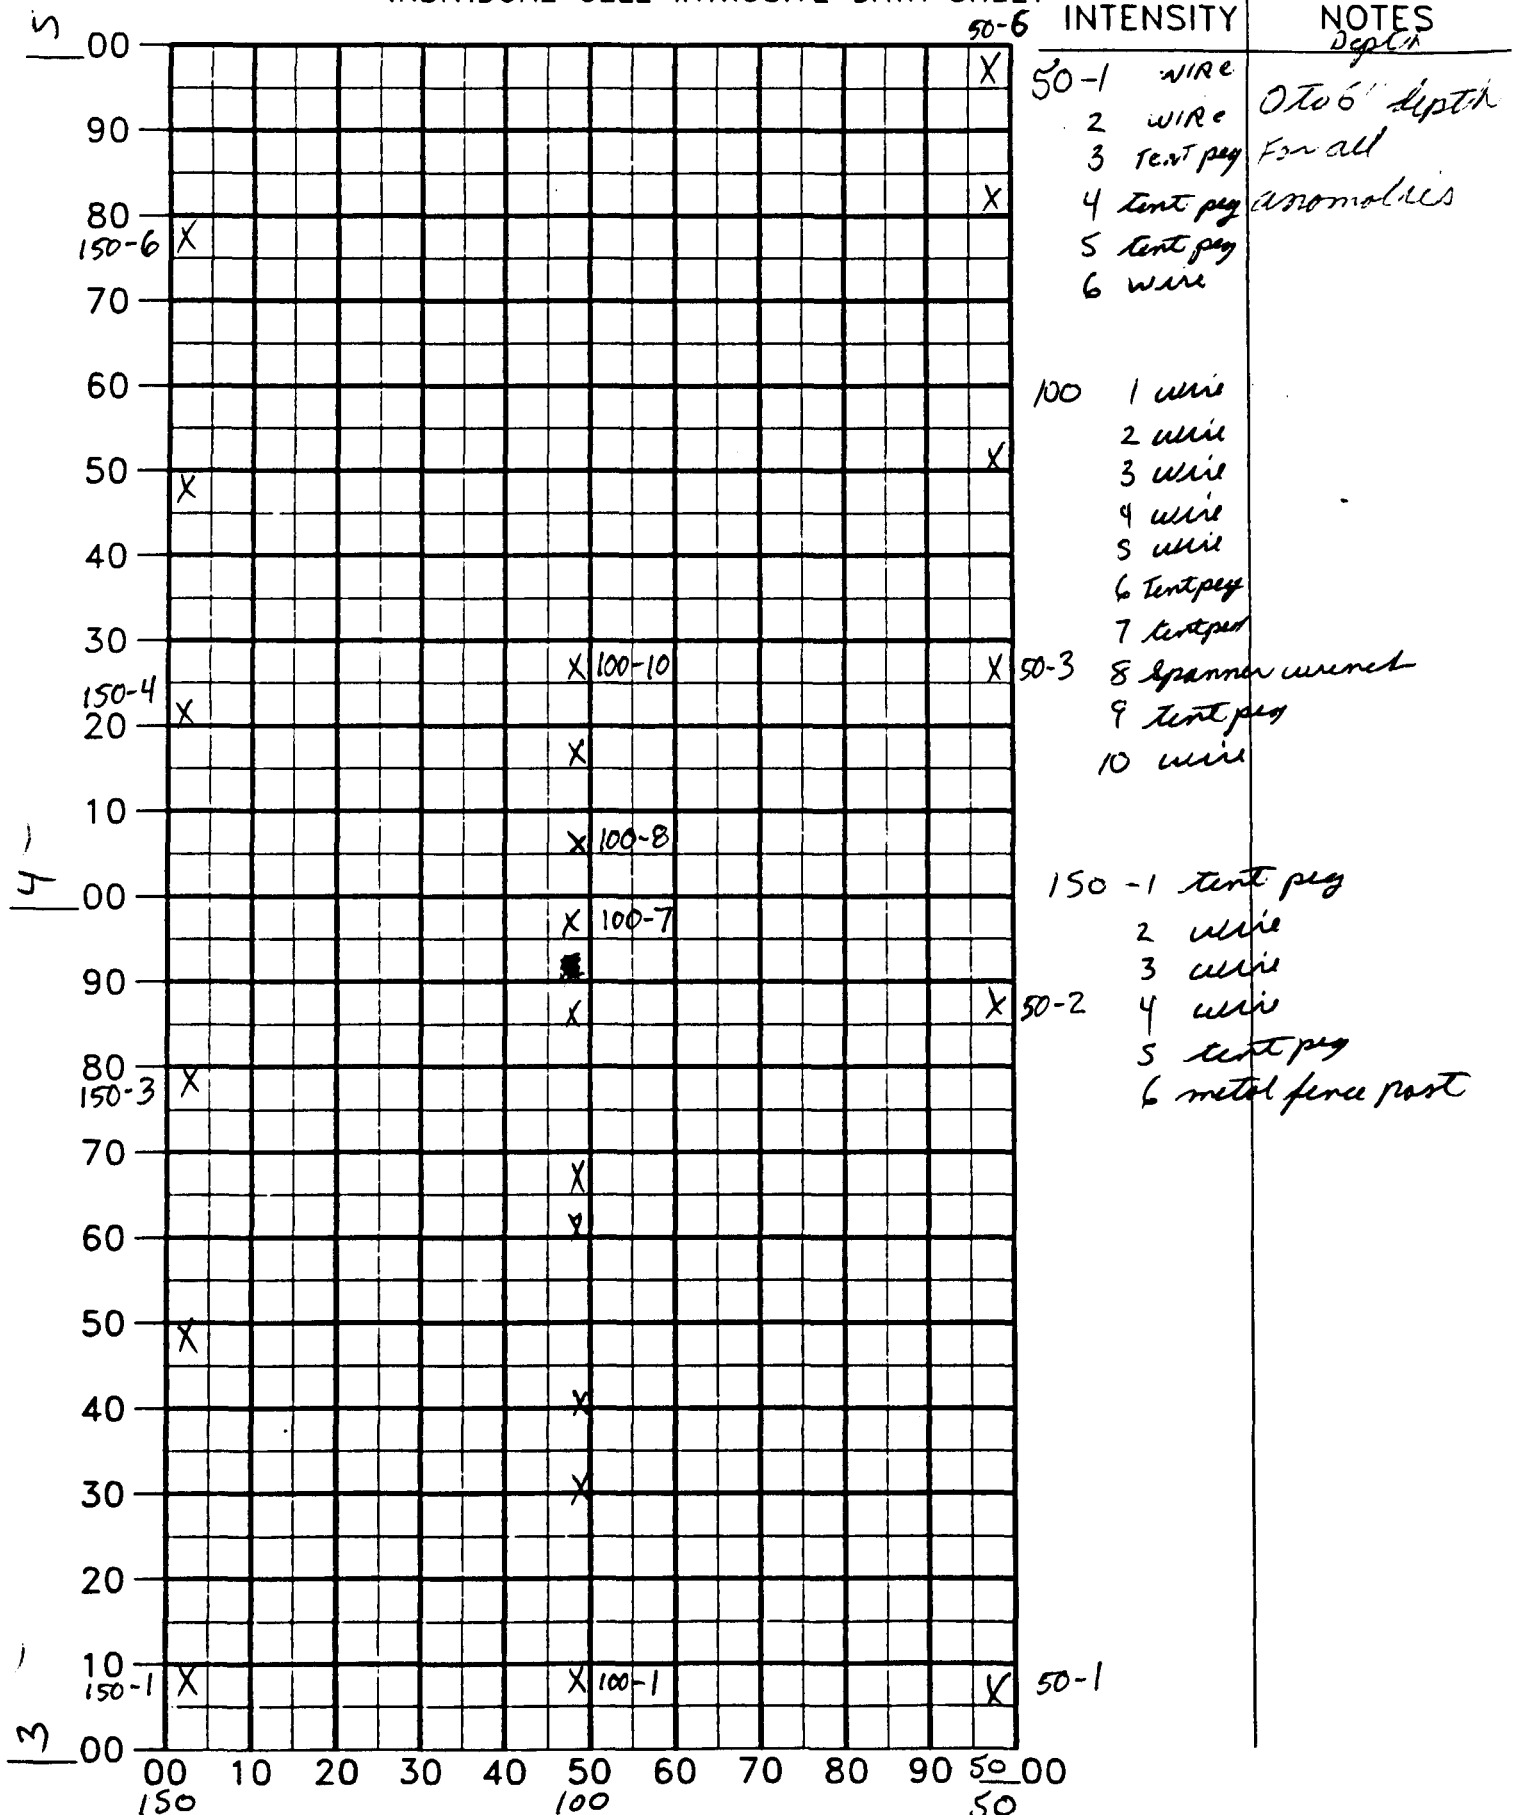 INDIVIDUAL CELL INTRUSIVE DATA SHEET
50-6
INTENSITY NOTES
Depth
5 00
90
80
150-6
70
60
50
40
30
150-4
20
10
4 00
90
80
150-3
70
60
50
40
30
20
10
150-1
3 00
100-10
100-8
100-7
100-1
50-3
50-2
50-1
00 10 20 30 40 50 60 70 80 90 50 00
150 100 50
50-1 WIRe
2 WIRe
3 Tent peg
4 tent peg
5 tent peg
6 wire
0 to 6" depth
For all
anomolies
100 1 wire
2 wire
3 wire
4 wire
5 wire
6 Tent peg
7 tent peg
8 Spanner wrench
9 tent peg
10 wire
150-1 tent peg
2 wire
3 wire
4 wire
5 tent peg
6 metal fence post